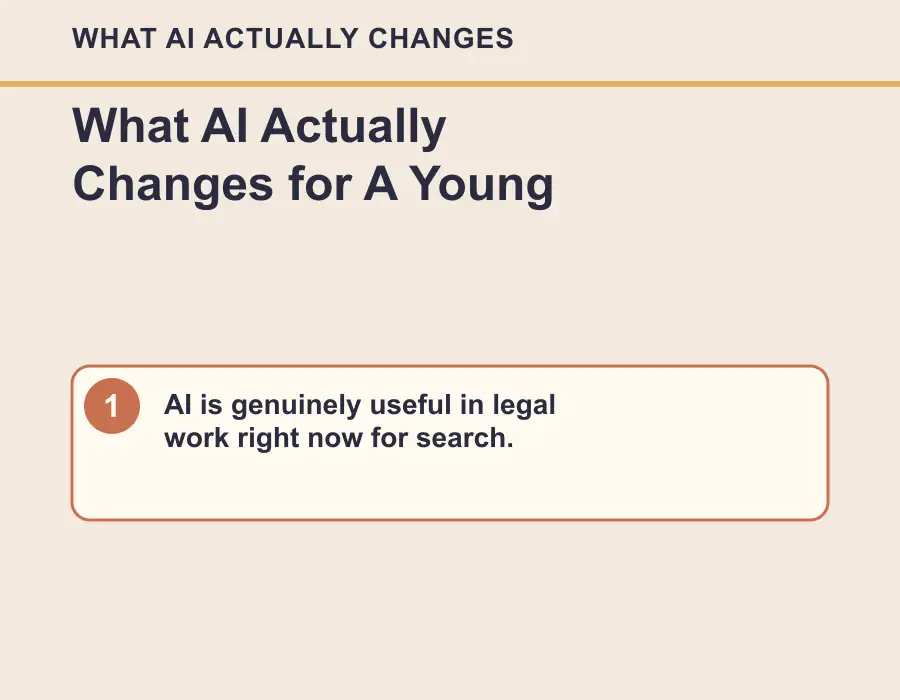 WHAT AI ACTUALLY CHANGES
What AI Actually
Changes for A Young
1
AI is genuinely useful in legal
work right now for search.